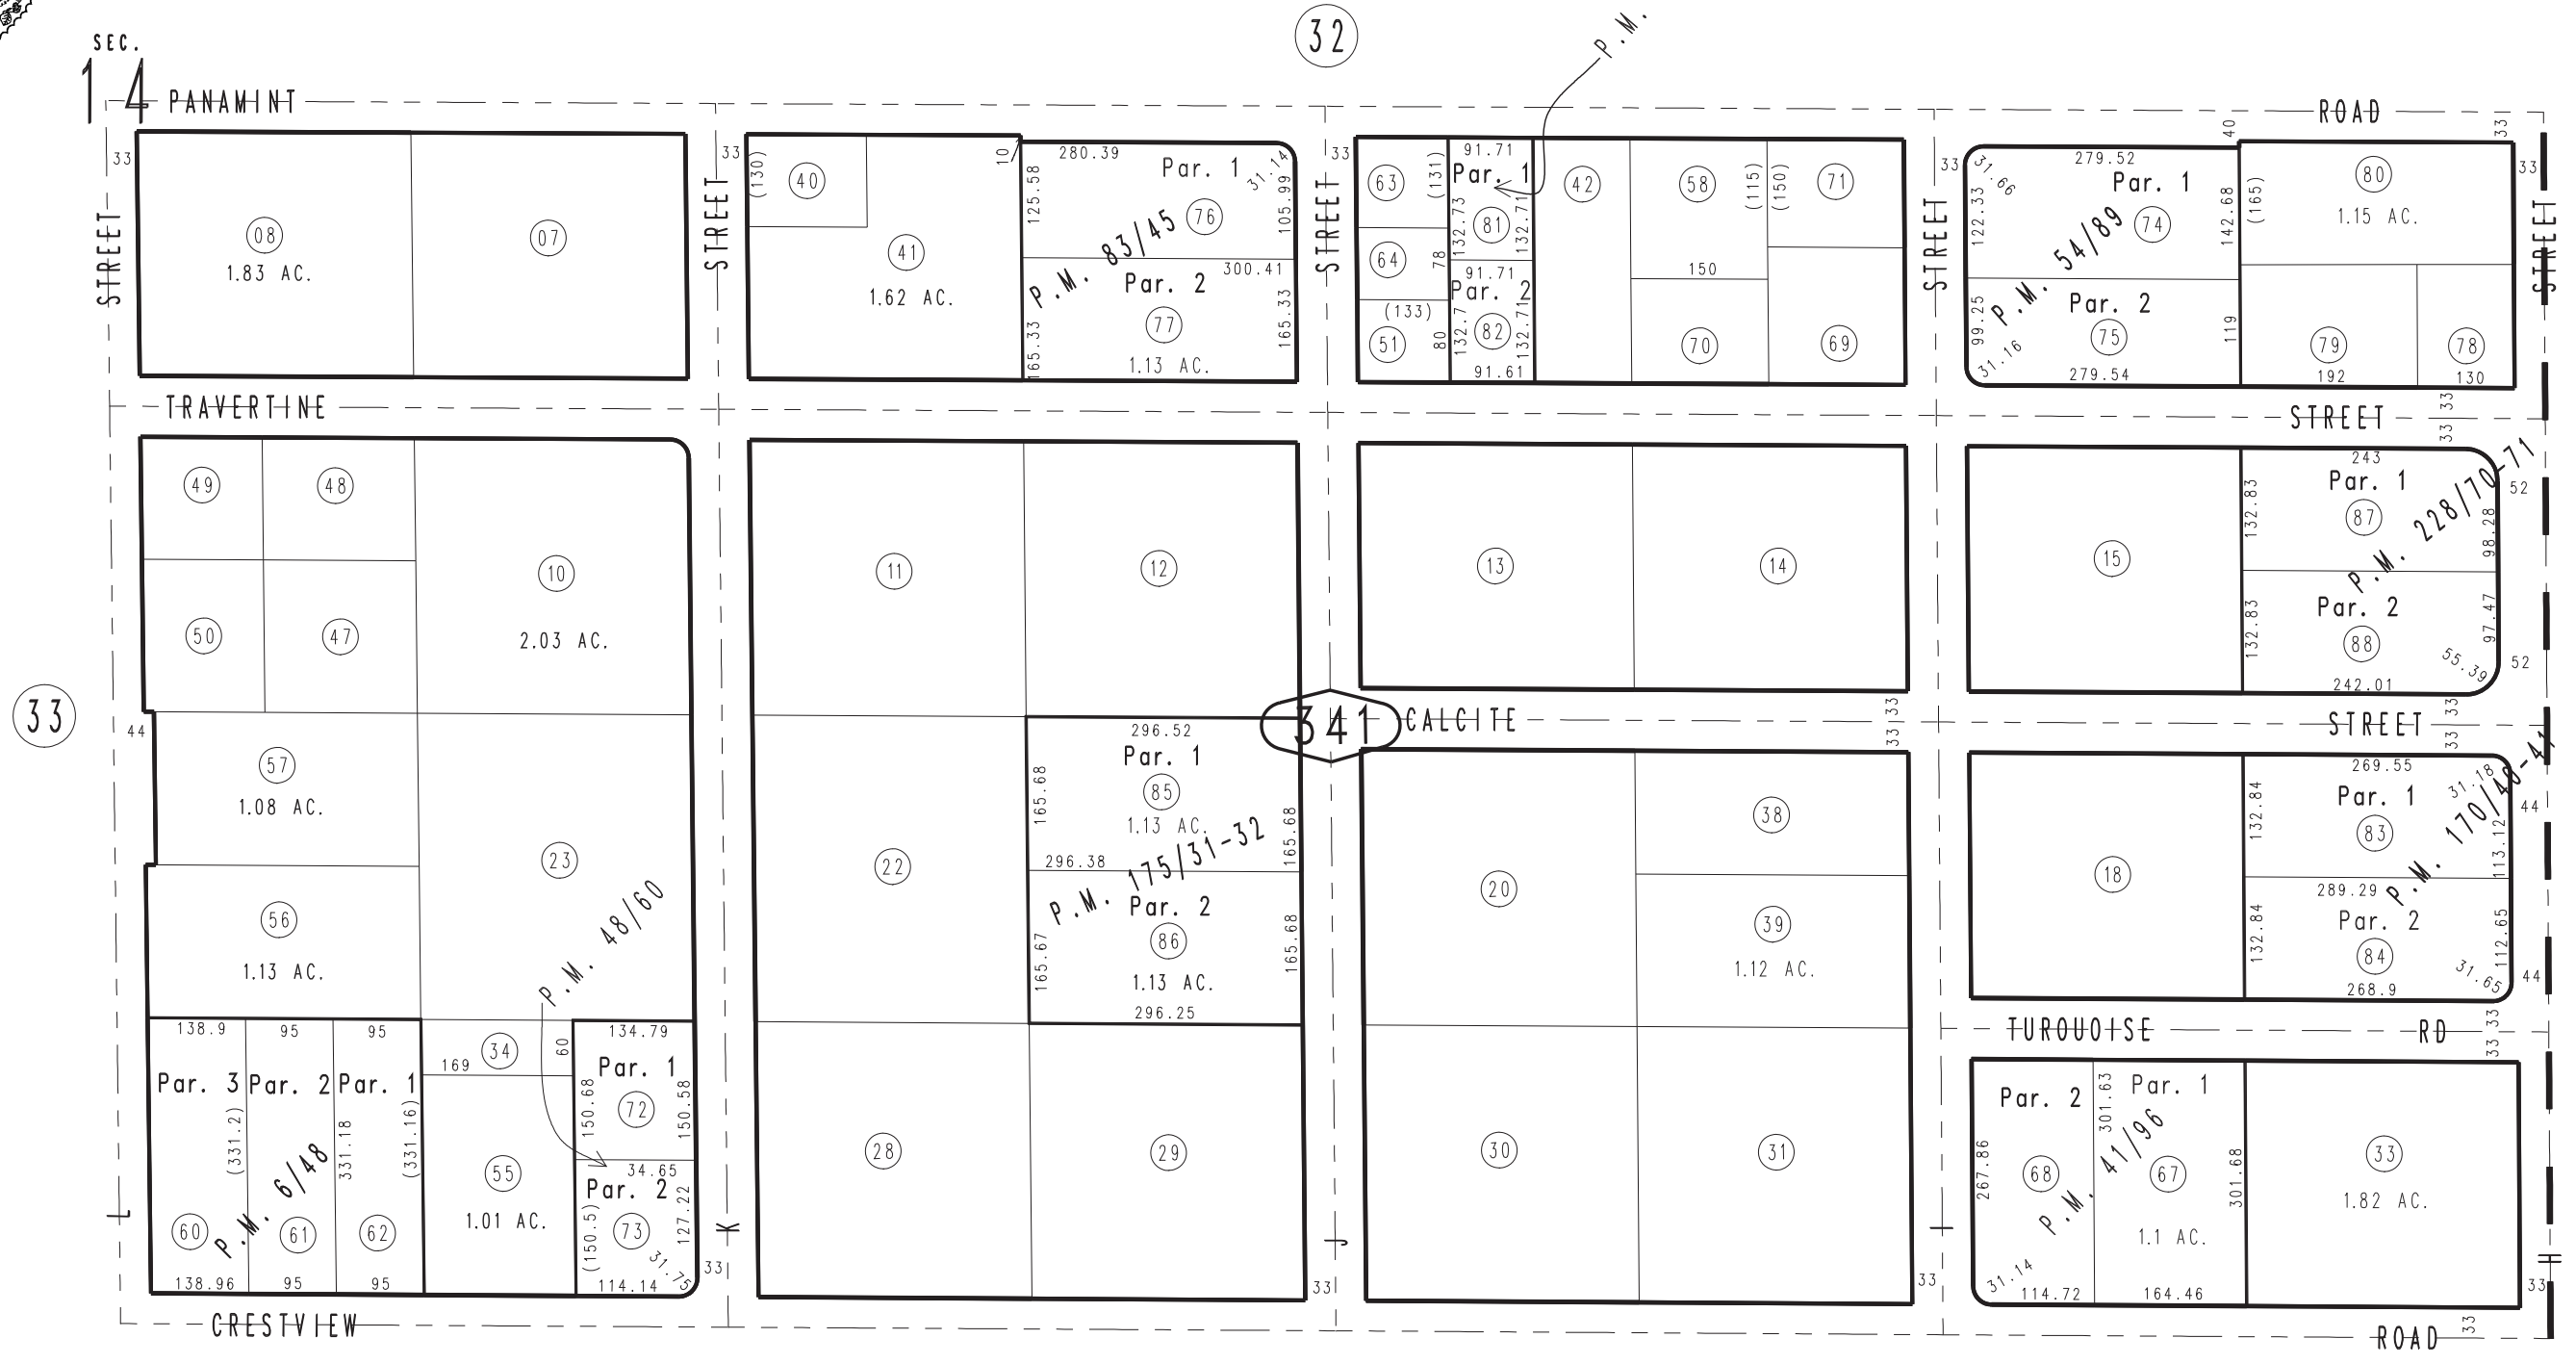 SEC.
14
32
P.M.
PANAMINT ROAD
33
08
1.83 AC.
07
STREET
33
(130)
40
41
1.62 AC.
10
280.39
Par. 1
31.14
125.58
76
105.99
P.M. 83/45
300.41
Par. 2
77
165.33
165.33
1.13 AC.
STREET
33
63
(131)
64
78
(133)
51
80
91.71
Par. 1
132.73
81
132.71
91.71
Par. 2
132.7
82
132.71
91.61
42
58
(115)
150
70
(150)
71
69
STREET
33
31.66
279.52
Par. 1
122.33
74
142.68
P.M. 54/89
Par. 2
99.25
75
119
31.16
279.54
40
33
(165)
80
1.15 AC.
79
192
78
130
33
STREET
STREET
TRAVERTINE STREET
33
33
49
48
50
47
10
2.03 AC.
11
12
13
14
15
243
Par. 1
132.83
87
98.28
P.M. 228/70-71
52
Par. 2
132.83
88
97.47
55.39
52
242.01
33
44
57
1.08 AC.
56
1.13 AC.
23
P.M. 48/60
22
296.52
Par. 1
165.68
85
1.13 AC.
165.68
296.38
P.M. 175/31-32
Par. 2
165.67
86
165.68
1.13 AC.
296.25
341
CALCITE STREET
33
33
33
33
20
38
39
1.12 AC.
18
269.55
31.18
Par. 1
132.84
83
113.12
44
P.M. 170/40-41
289.29
Par. 2
132.84
84
112.65
31.65
44
268.9
138.9
95
95
Par. 3
Par. 2
Par. 1
(331.2)
331.18
(331.16)
P.M. 6/48
60
61
62
138.96
95
95
34
169
60
55
1.01 AC.
134.79
Par. 1
150.68
72
150.58
34.65
Par. 2
(150.5)
73
127.22
31.75
114.14
33
28
29
33
30
31
33
TURQUOISE RD
33
33
Par. 2
267.86
68
301.63
Par. 1
P.M. 41/96
67
301.68
1.1 AC.
31.14
114.72
164.46
33
1.82 AC.
33
L
K
J
I
H
CRESTVIEW ROAD
33